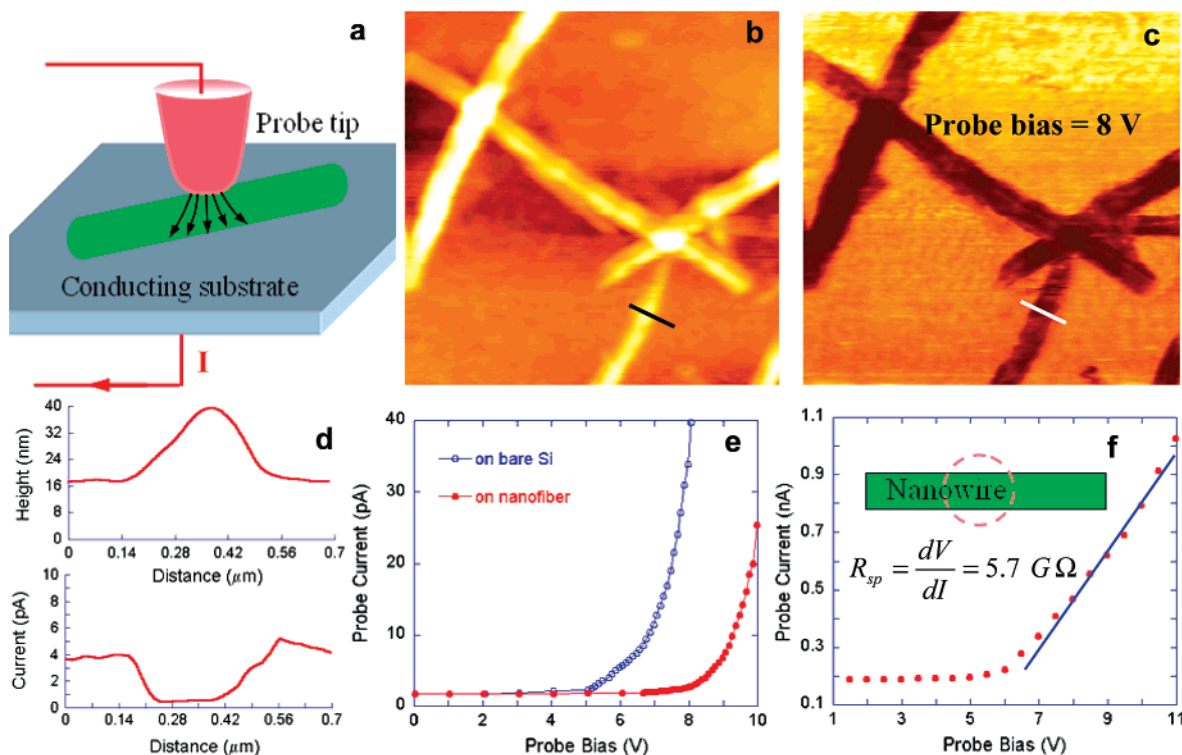 a
Probe tip
Conducting substrate
I
b
c
Probe bias = 8 V
d
Height (nm)
40
32
24
16
8
0
0 0.14 0.28 0.42 0.56 0.7
Distance (μm)
Current (pA)
10
8
6
4
2
0
0 0.14 0.28 0.42 0.56 0.7
Distance (μm)
e
on bare Si
on nanofiber
Probe Current (pA)
40
30
20
10
0
0 2 4 6 8 10
Probe Bias (V)
f
Nanowire
R_sp = dV/dI = 5.7 G Ω
Probe Current (nA)
1.1
0.9
0.7
0.5
0.3
0.1
1 3 5 7 9 11
Probe Bias (V)